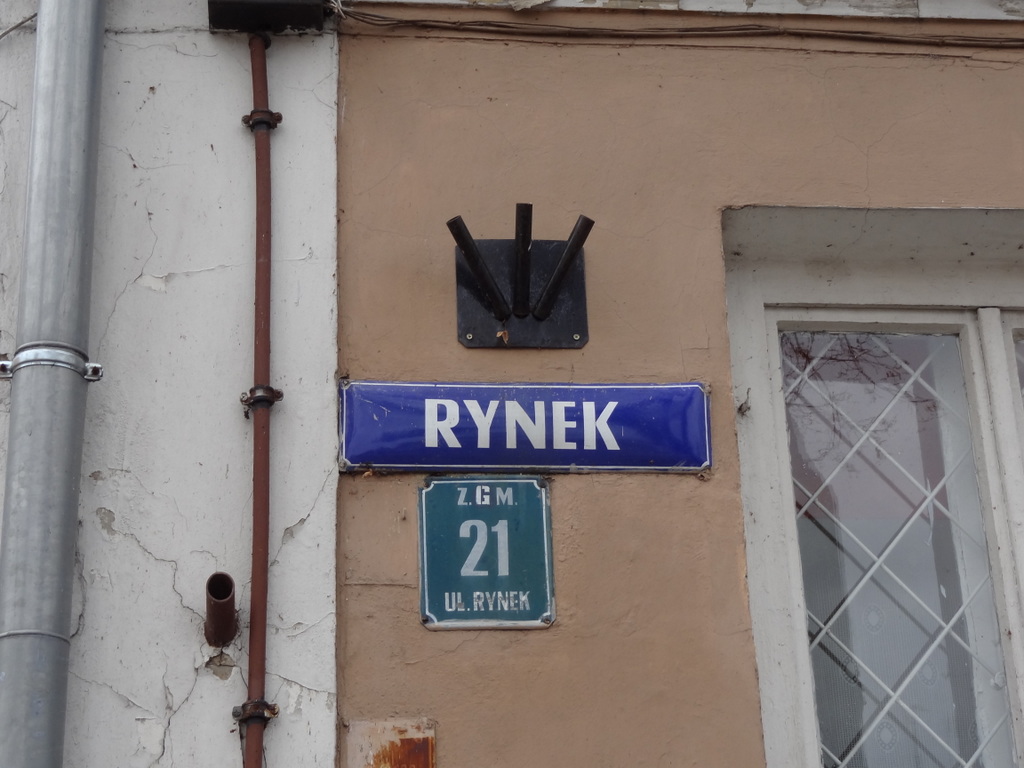 RYNEK
Z.G M.
21
UL. RYNEK